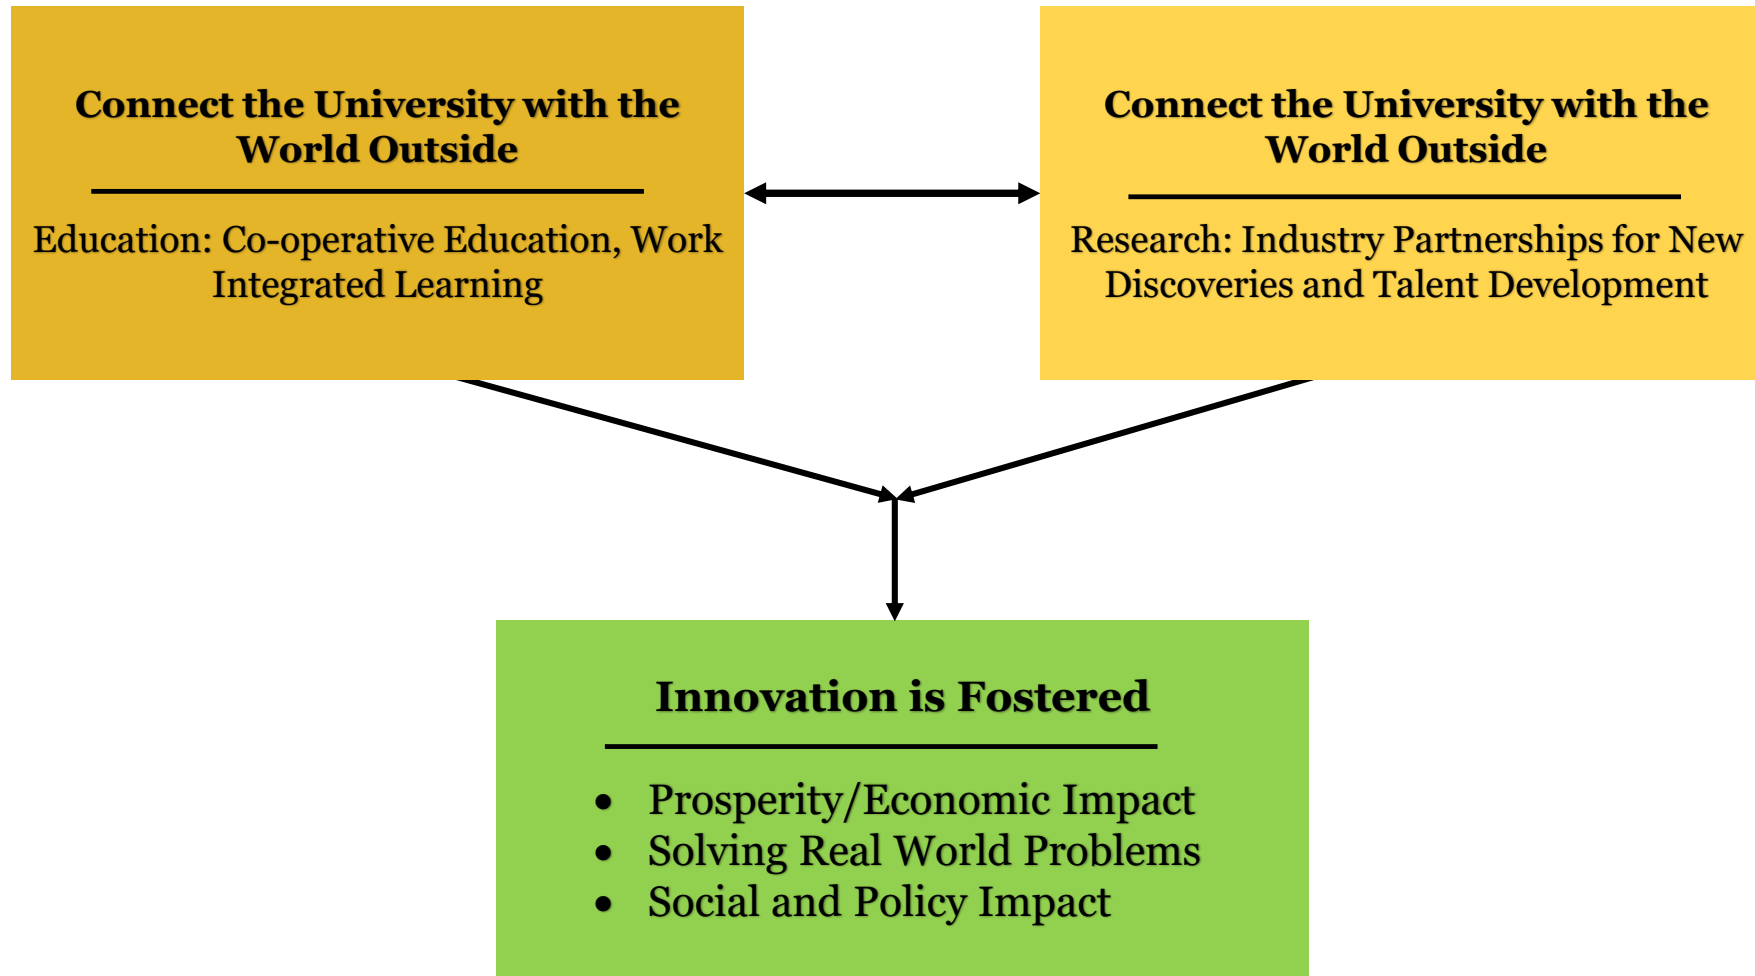 Connect the University with the
World Outside
Education: Co-operative Education, Work
Integrated Learning
Connect the University with the
World Outside
Research: Industry Partnerships for New
Discoveries and Talent Development
Innovation is Fostered
• Prosperity/Economic Impact
• Solving Real World Problems
• Social and Policy Impact